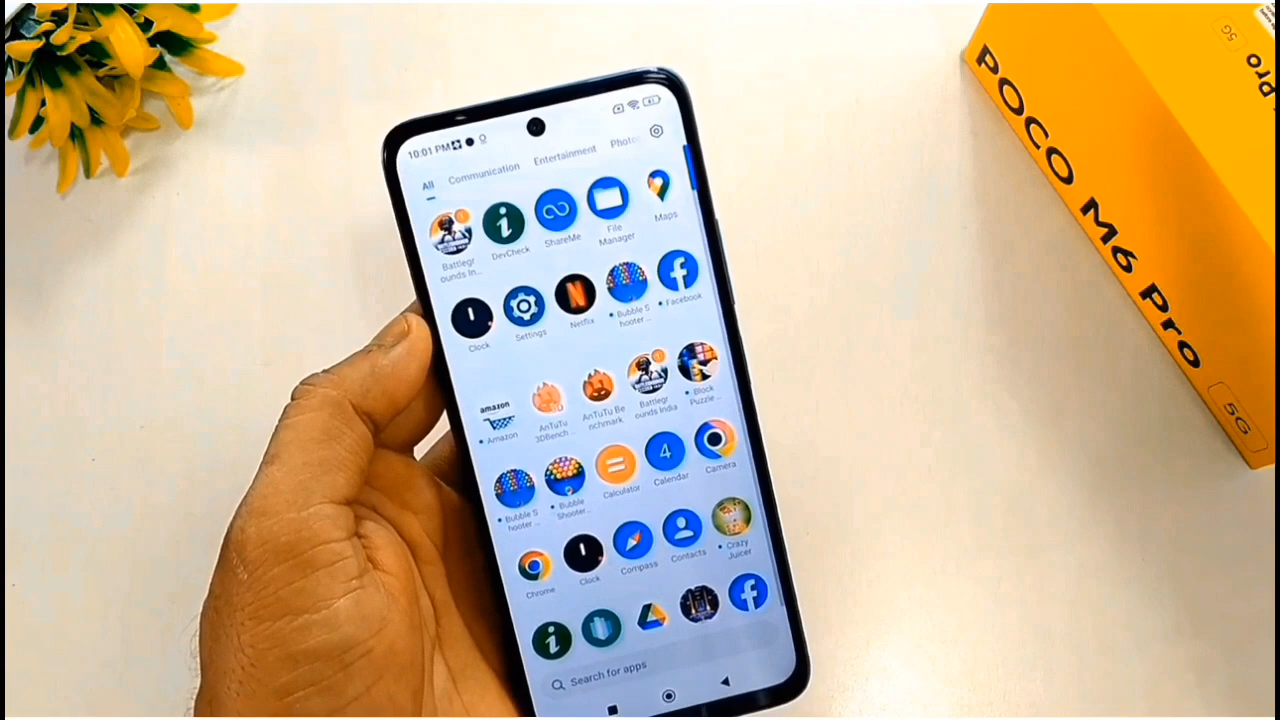 10:01 PM
All Communication Entertainment Photo
Battlegr
ounds In...
DevCheck
ShareMe
File
Manager
Maps
Clock
Settings
Netflix
Bubble S
hooter ...
Facebook
amazon
Amazon
AnTuTu
3DBench...
AnTuTu Be
nchmark
Battlegr
ounds India
Block
Puzzle...
Bubble S
hooter ...
Bubble
Shooter...
Calculator
4
Calendar
Camera
Chrome
Clock
Compass
Contacts
Crazy
Juicer
Search for apps
POCO M6 Pro
5G
Pro
5G